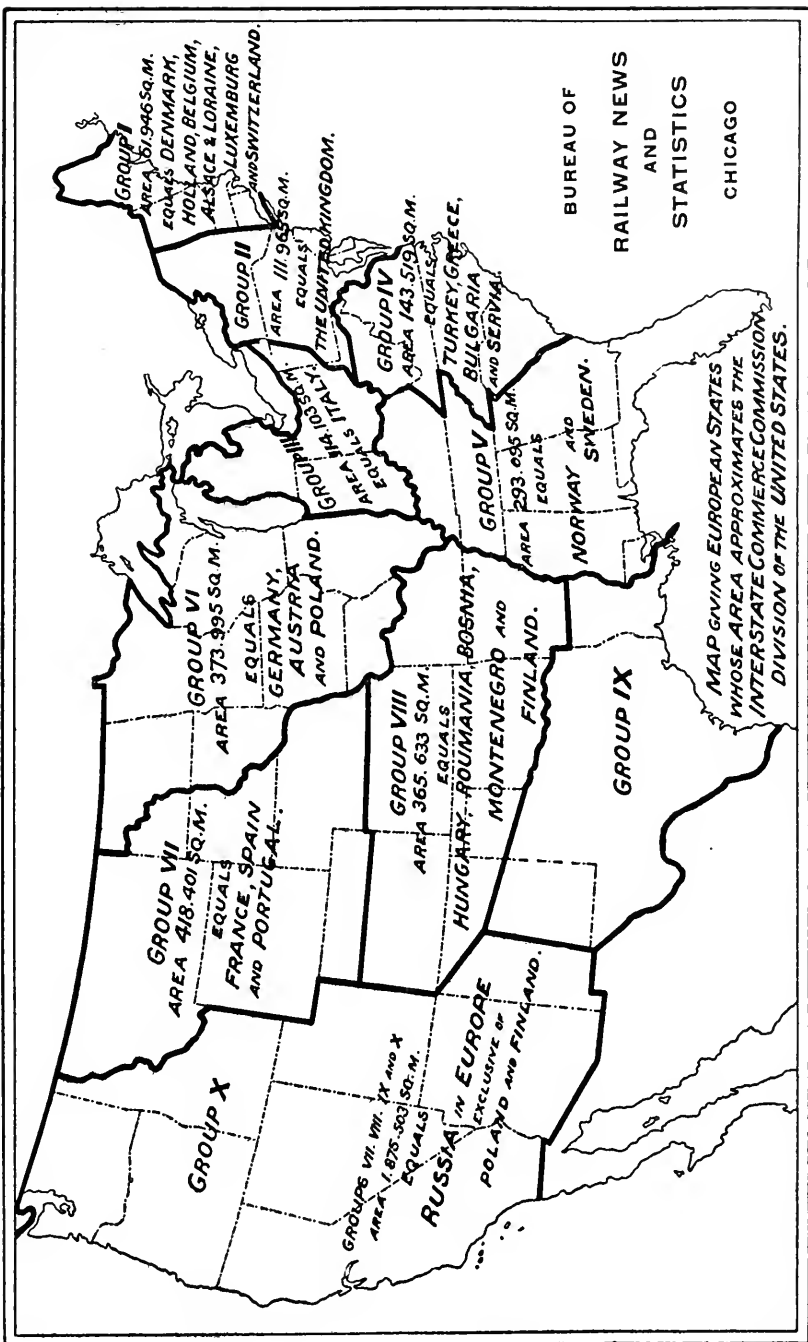 GROUP I
AREA 61.946 SQ. M.
EQUALS DENMARK,
HOLLAND, BELGIUM,
ALSACE & LORAINE,
LUXEMBURG
AND SWITZERLAND.
GROUP II
AREA 111.965 SQ. M.
EQUALS
THE UNITED KINGDOM.
GROUP III
EQUALS ITALY.
GROUP IV
AREA 143.519 SQ. M.
EQUALS
TURKEY, GREECE,
BULGARIA
AND SERVIA.
GROUP V
AREA 293.095 SQ. M.
EQUALS
NORWAY AND
SWEDEN.
GROUP VI
AREA 373.995 SQ. M.
EQUALS
GERMANY,
AUSTRIA
AND POLAND.
GROUP VII
AREA 418.401 SQ. M.
EQUALS
FRANCE, SPAIN
AND PORTUGAL.
GROUP VIII
AREA 365.633 SQ. M.
EQUALS
HUNGARY, ROUMANIA, BOSNIA,
MONTENEGRO AND
FINLAND.
GROUP IX
GROUP X
GROUPS VII. VIII. IX AND X
AREA 1.875.503 SQ. M.
EQUALS
RUSSIA IN EUROPE
EXCLUSIVE OF
POLAND AND FINLAND.
MAP GIVING EUROPEAN STATES
WHOSE AREA APPROXIMATES THE
INTERSTATE COMMERCE COMMISSION
DIVISION OF THE UNITED STATES.
BUREAU OF
RAILWAY NEWS
AND
STATISTICS
CHICAGO